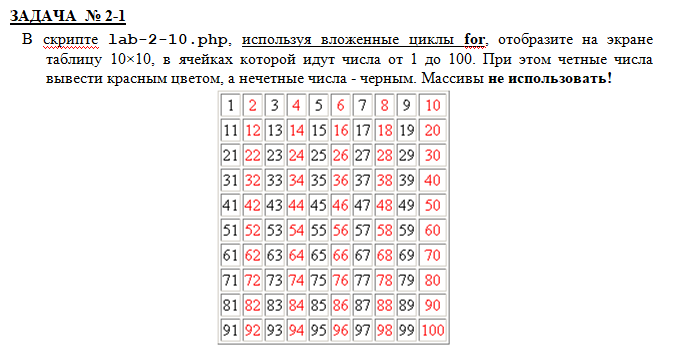 ЗАДАЧА № 2-1
В скрипте lab-2-10.php, используя вложенные циклы for, отобразите на экране
таблицу 10×10, в ячейках которой идут числа от 1 до 100. При этом четные числа
вывести красным цветом, а нечетные числа - черным. Массивы не использовать!
1 2 3 4 5 6 7 8 9 10
11 12 13 14 15 16 17 18 19 20
21 22 23 24 25 26 27 28 29 30
31 32 33 34 35 36 37 38 39 40
41 42 43 44 45 46 47 48 49 50
51 52 53 54 55 56 57 58 59 60
61 62 63 64 65 66 67 68 69 70
71 72 73 74 75 76 77 78 79 80
81 82 83 84 85 86 87 88 89 90
91 92 93 94 95 96 97 98 99 100